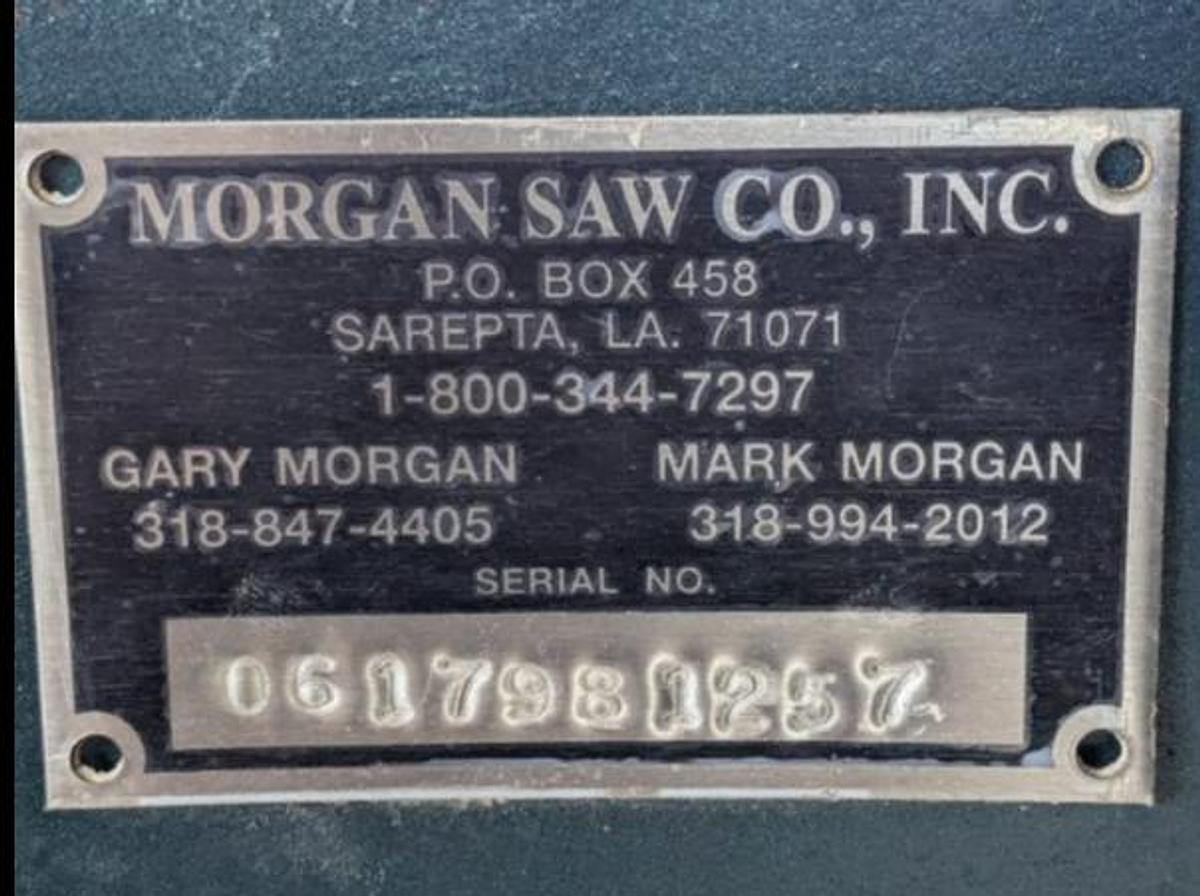 MORGAN SAW CO., INC.
P.O. BOX 458
SAREPTA, LA. 71071
1-800-344-7297
GARY MORGAN MARK MORGAN
318-847-4405 318-994-2012
SERIAL NO.
0617981257